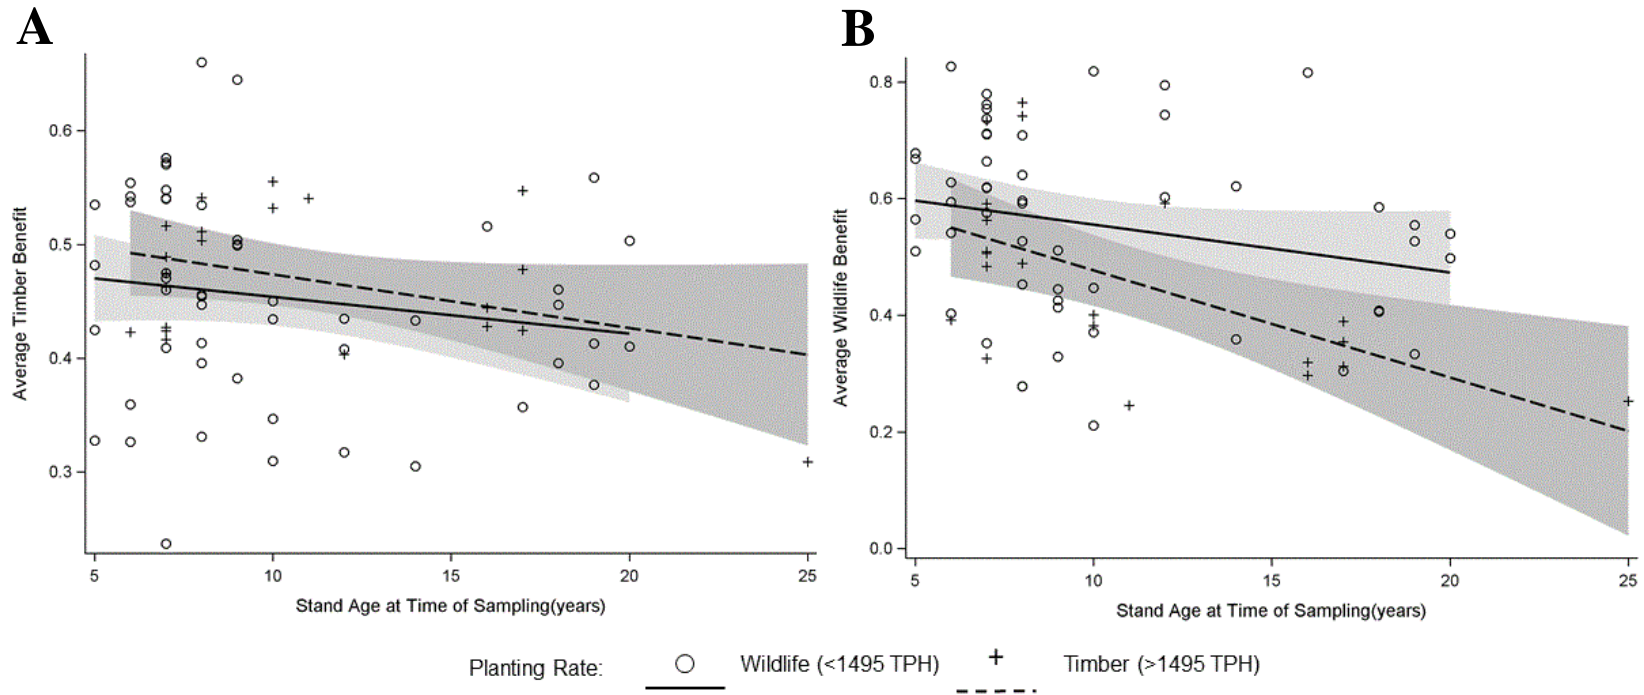 A
B
Average Timber Benefit
0.6
0.5
0.4
0.3
5
10
15
20
25
Stand Age at Time of Sampling(years)
Average Wildlife Benefit
0.8
0.6
0.4
0.2
0.0
5
10
15
20
25
Stand Age at Time of Sampling(years)
Planting Rate:
Wildlife (<1495 TPH)
Timber (>1495 TPH)